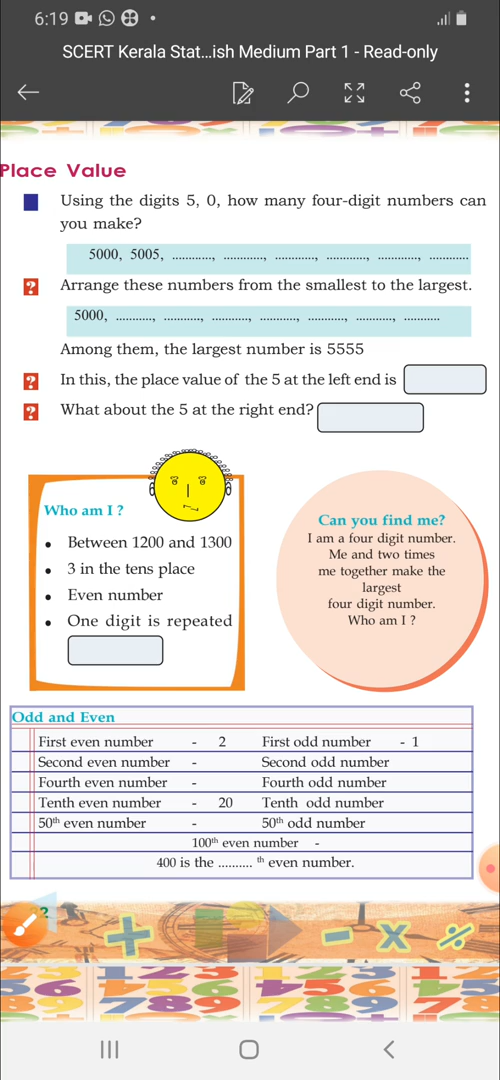 6:19
SCERT Kerala Stat...ish Medium Part 1 - Read-only
Place Value
Using the digits 5, 0, how many four-digit numbers can
you make?
5000, 5005, ............, ............, ............, ............, ............, ............
? Arrange these numbers from the smallest to the largest.
5000, ..........., ..........., ..........., ..........., ..........., ..........., ...........
Among them, the largest number is 5555
? In this, the place value of the 5 at the left end is
? What about the 5 at the right end?
Who am I ?
• Between 1200 and 1300
• 3 in the tens place
• Even number
• One digit is repeated
Can you find me?
I am a four digit number.
Me and two times
me together make the
largest
four digit number.
Who am I ?
Odd and Even
First even number - 2 First odd number - 1
Second even number - Second odd number
Fourth even number - Fourth odd number
Tenth even number - 20 Tenth odd number
50th even number - 50th odd number
100th even number -
400 is the .......... th even number.
2